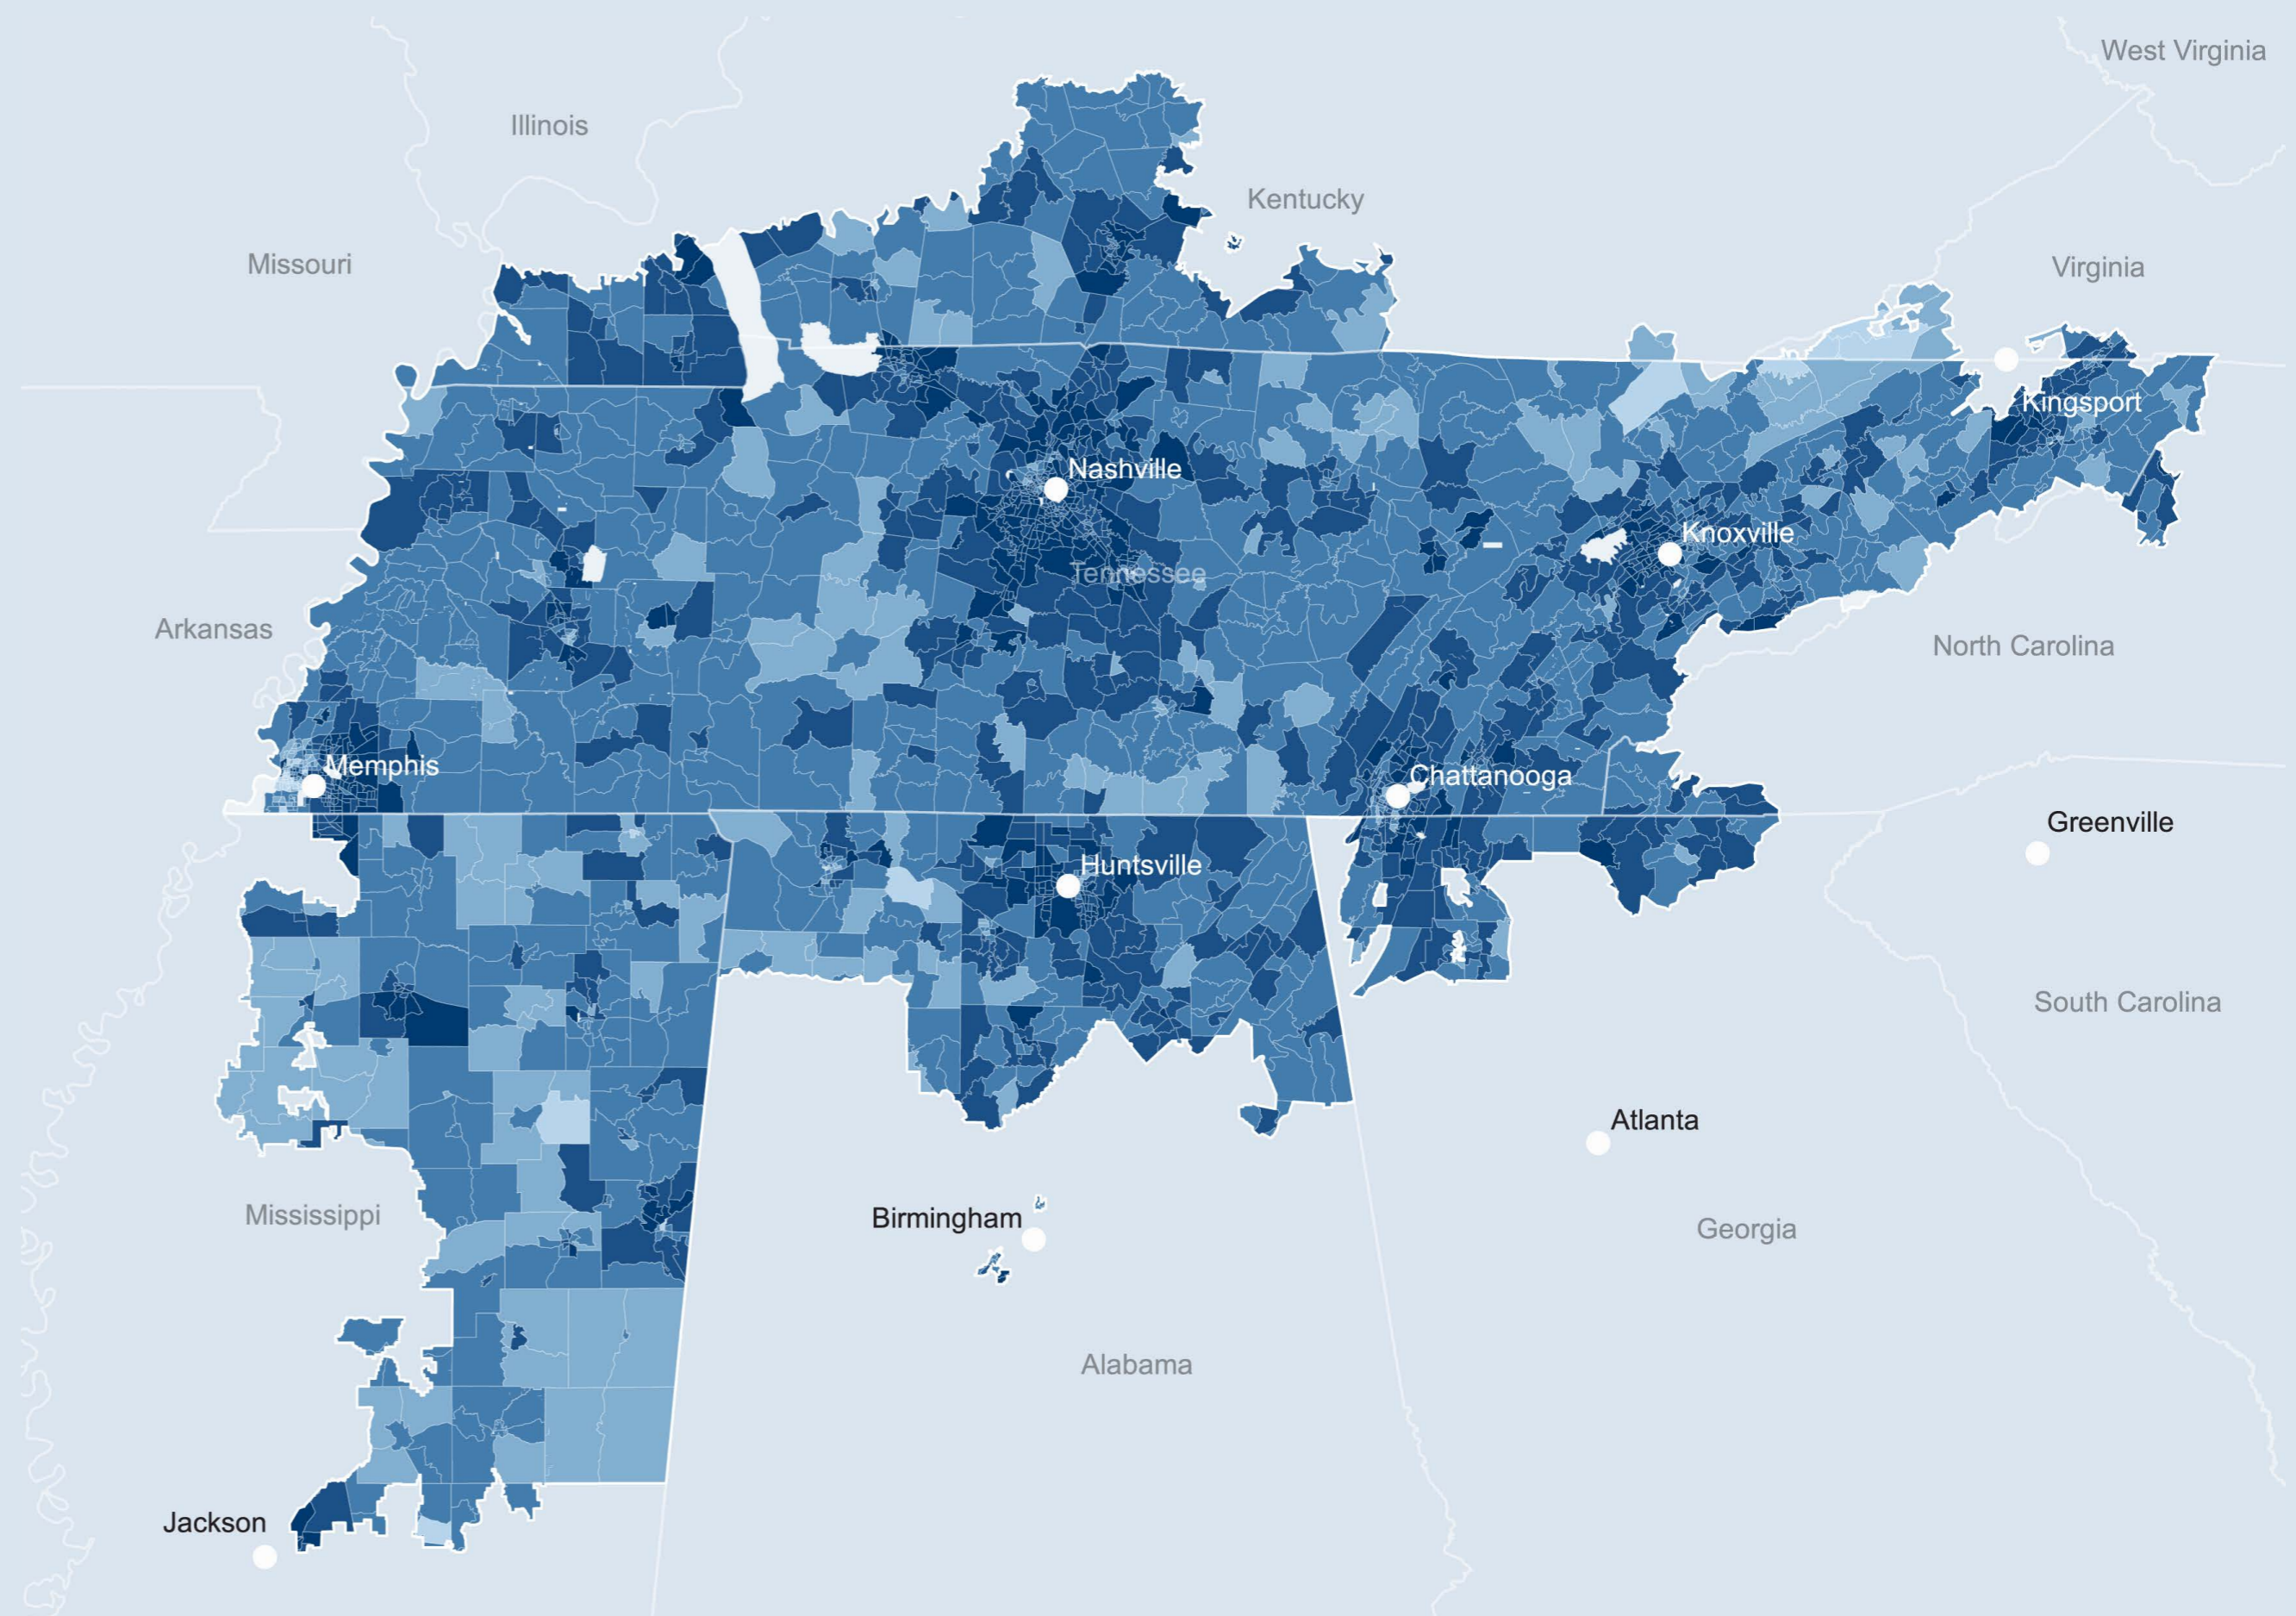 West Virginia
Illinois
Kentucky
Missouri
Virginia
Kingsport
Nashville
Knoxville
Tennessee
Arkansas
North Carolina
Memphis
Chattanooga
Greenville
Huntsville
South Carolina
Atlanta
Mississippi
Birmingham
Georgia
Alabama
Jackson